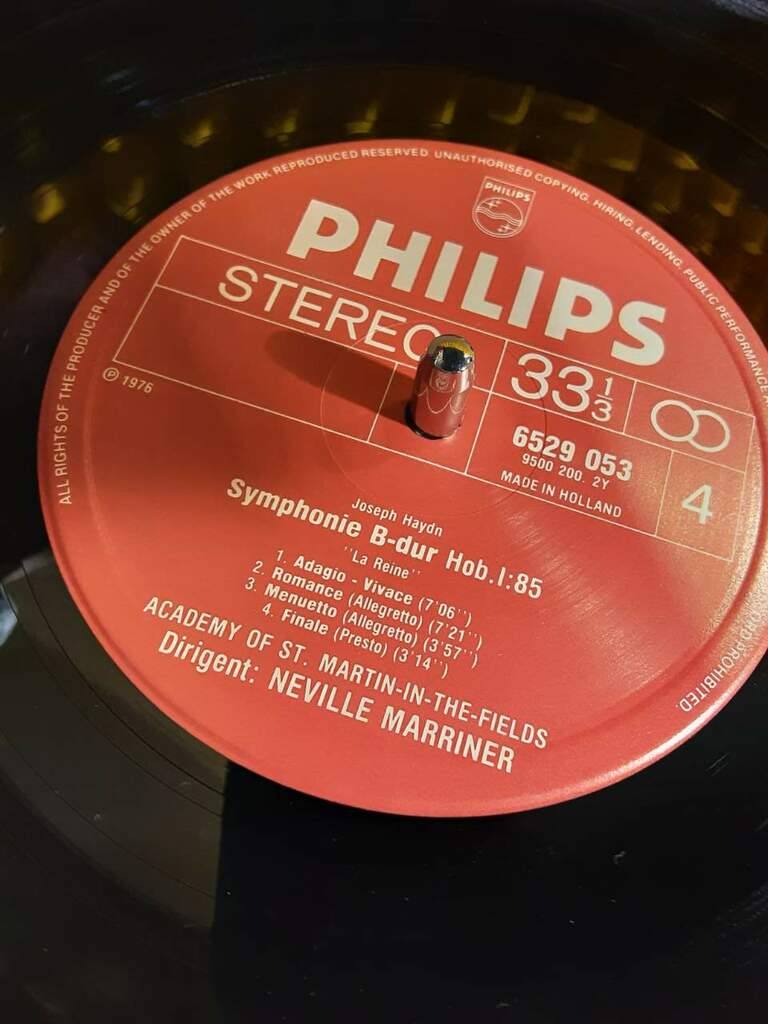 ALL RIGHTS OF THE PRODUCER AND OF THE OWNER OF THE WORK REPRODUCED RESERVED. UNAUTHORISED COPYING, HIRING, LENDING, PUBLIC PERFORMANCE PROHIBITED.
PHILIPS
PHILIPS
STEREO 33 1/3
℗ 1976
6529 053
9500 200. 2Y
MADE IN HOLLAND
4
Joseph Haydn
Symphonie B-dur Hob.I:85
''La Reine''
1. Adagio - Vivace (7'06'')
2. Romance (Allegretto) (7'21'')
3. Menuetto (Allegretto) (3'57'')
4. Finale (Presto) (3'14'')
ACADEMY OF ST. MARTIN-IN-THE-FIELDS
Dirigent: NEVILLE MARRINER